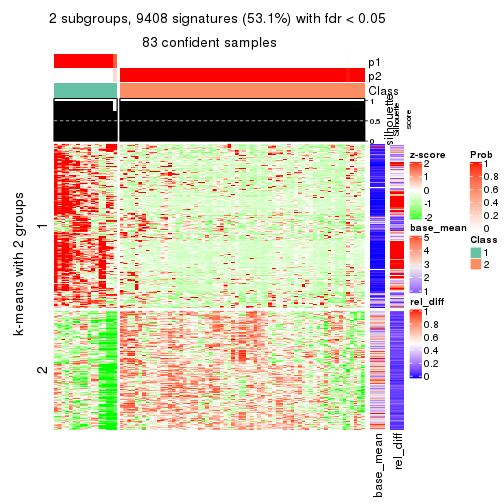 2 subgroups, 9408 signatures (53.1%) with fdr < 0.05
83 confident samples
p1
p2
Class
1
0.5
0
silhouette
Silhouette
score
k-means with 2 groups
1
2
base_mean
rel_diff
z-score
2
1
0
-1
-2
base_mean
5
4
3
2
1
rel_diff
1
0.8
0.6
0.4
0.2
0
Prob
1
0.8
0.6
0.4
0.2
0
Class
1
2